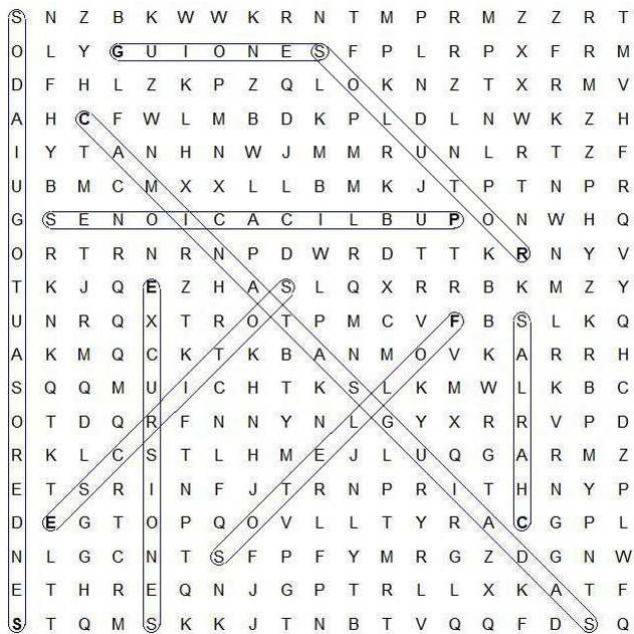 S N Z B K W W K R N T M P R M Z Z R T
O L Y G U I O N E S F P L R P X F R M
D F H L Z K P Z Q L O K N Z T X R M V
A H C F W L M B D K P L D L N W K Z H
I Y T A N H N W J M M R U N L R T Z F
U B M C M X X L L B M K J T P T N P R
G S E N O I C A C I L B U P O N W H Q
O R T R N R N P D W R D T T K R N Y V
T K J Q E Z H A S L Q X R R B K M Z Y
U N R Q X T R O T P M C V F B S L K Q
A K M Q C K T K B A N M O V K A R R H
S Q Q M U I C H T K S L K M W L K B C
O T D Q R F N N Y N L G Y X R R V P D
R K L C S T L H M E J L U Q G A R M Z
E T S R I N F J T R N P R I T H N Y P
D E G T O P Q O V L L T Y R A C G P L
N L G C N T S F P F Y M R G Z D G N W
E T H R E Q N J G P T R L L X K A T F
S T Q M S K K J T N B T V Q Q F D S Q